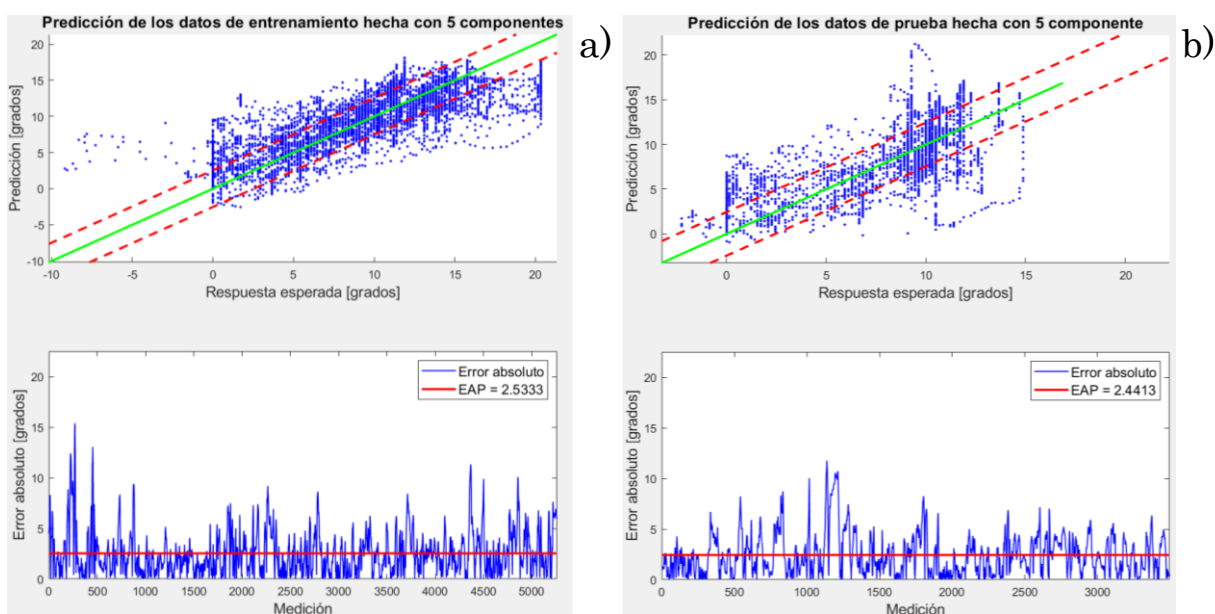 Predicción de los datos de entrenamiento hecha con 5 componentes
a)
20
15
10
5
0
-5
-10
Predicción [grados]
-10 -5 0 5 10 15 20
Respuesta esperada [grados]
Predicción de los datos de prueba hecha con 5 componente
b)
20
15
10
5
0
Predicción [grados]
0 5 10 15 20
Respuesta esperada [grados]
0 500 1000 1500 2000 2500 3000 3500 4000 4500 5000
20
15
10
5
0
Error absoluto [grados]
Error absoluto
EAP = 2.5333
Medición
20
15
10
5
0
Error absoluto [grados]
Error absoluto
EAP = 2.4413
0 500 1000 1500 2000 2500 3000
Medición